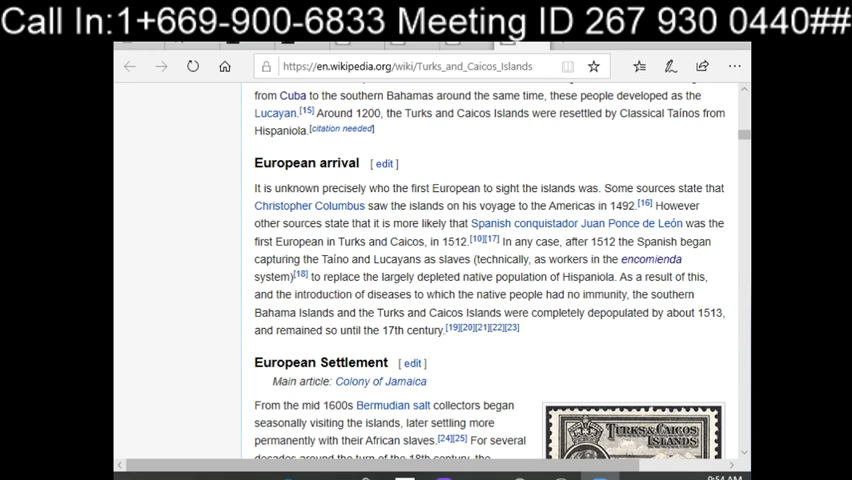 Call In:1+669-900-6833 Meeting ID 267 930 0440##
https://en.wikipedia.org/wiki/Turks_and_Caicos_Islands
from Cuba to the southern Bahamas around the same time, these people developed as the
Lucayan.[15] Around 1200, the Turks and Caicos Islands were resettled by Classical Taínos from
Hispaniola.[citation needed]
European arrival [ edit ]
It is unknown precisely who the first European to sight the islands was. Some sources state that
Christopher Columbus saw the islands on his voyage to the Americas in 1492.[16] However
other sources state that it is more likely that Spanish conquistador Juan Ponce de León was the
first European in Turks and Caicos, in 1512.[10][17] In any case, after 1512 the Spanish began
capturing the Taíno and Lucayans as slaves (technically, as workers in the encomienda
system)[18] to replace the largely depleted native population of Hispaniola. As a result of this,
and the introduction of diseases to which the native people had no immunity, the southern
Bahama Islands and the Turks and Caicos Islands were completely depopulated by about 1513,
and remained so until the 17th century.[19][20][21][22][23]
European Settlement [ edit ]
Main article: Colony of Jamaica
From the mid 1600s Bermudian salt collectors began
seasonally visiting the islands, later settling more
permanently with their African slaves.[24][25] For several
decades around the turn of the 18th century, the
TURKS & CAICOS
ISLANDS
9:54 AM